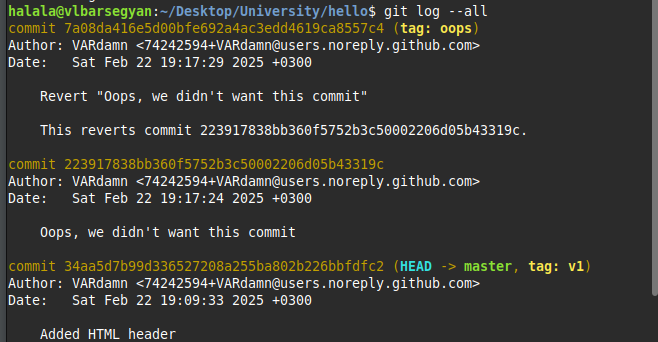 halala@vlbarsegyan:~/Desktop/University/hello$ git log --all
commit 7a08da416e5d00bfe692a4ac3edd4619ca8557c4 (tag: oops)
Author: VARdamn <74242594+VARdamn@users.noreply.github.com>
Date:   Sat Feb 22 19:17:29 2025 +0300
    Revert "Oops, we didn't want this commit"
    This reverts commit 223917838bb360f5752b3c50002206d05b43319c.
commit 223917838bb360f5752b3c50002206d05b43319c
Author: VARdamn <74242594+VARdamn@users.noreply.github.com>
Date:   Sat Feb 22 19:17:24 2025 +0300
    Oops, we didn't want this commit
commit 34aa5d7b99d336527208a255ba802b226bbfdfc2 (HEAD -> master, tag: v1)
Author: VARdamn <74242594+VARdamn@users.noreply.github.com>
Date:   Sat Feb 22 19:09:33 2025 +0300
    Added HTML header